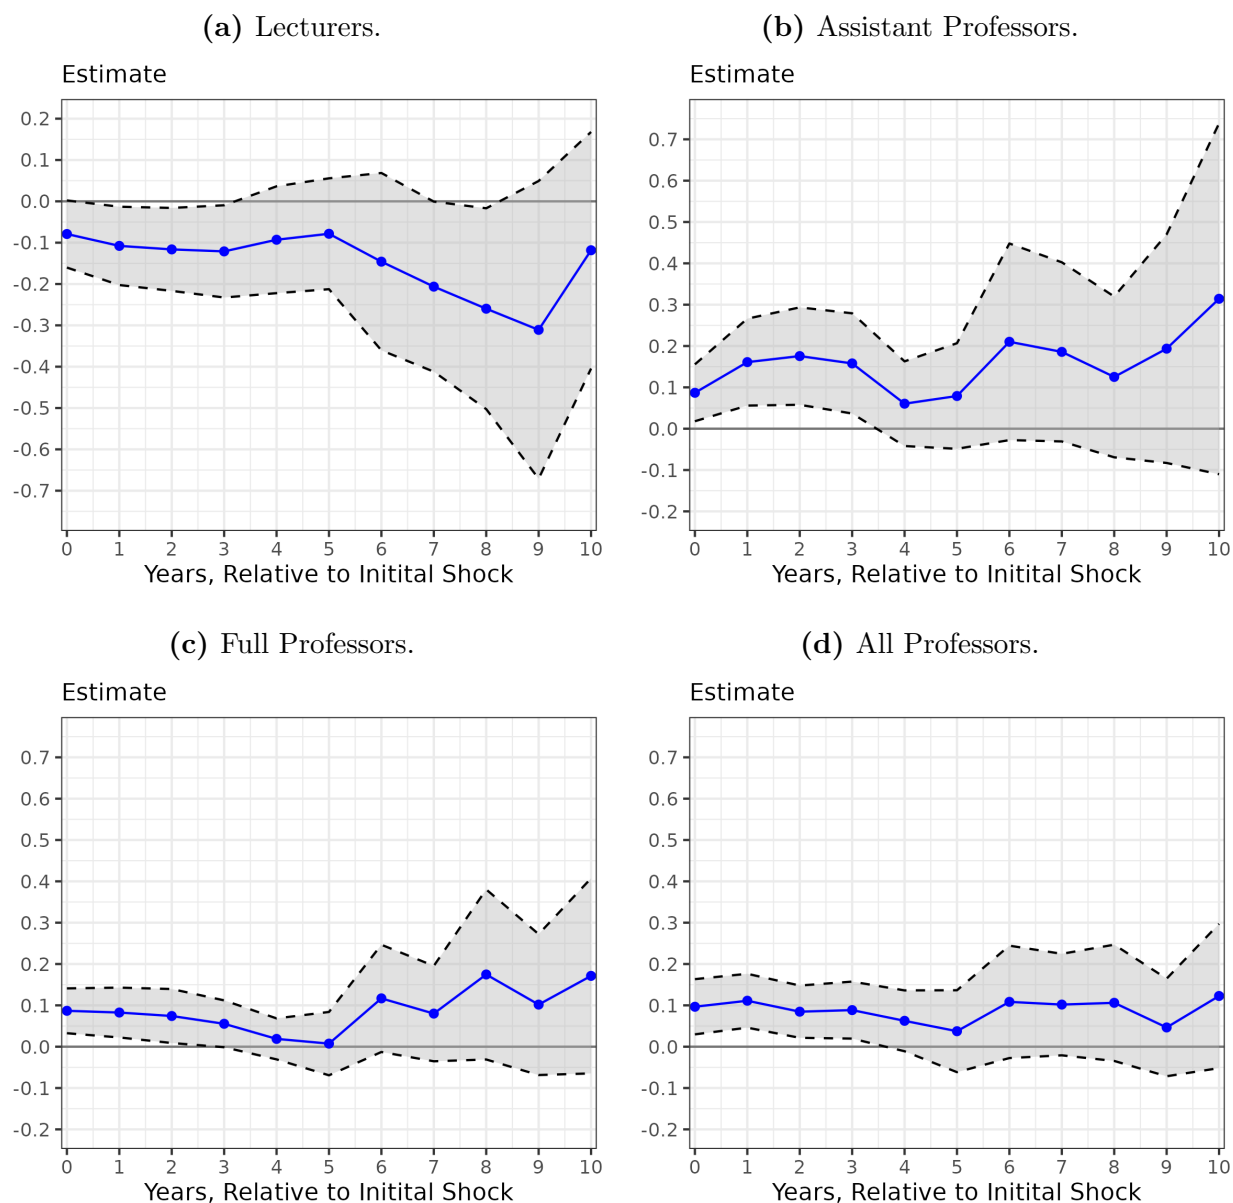 (a) Lecturers.
Estimate
0.2
0.1
0.0
-0.1
-0.2
-0.3
-0.4
-0.5
-0.6
-0.7
0 1 2 3 4 5 6 7 8 9 10
Years, Relative to Initital Shock
(b) Assistant Professors.
Estimate
0.7
0.6
0.5
0.4
0.3
0.2
0.1
0.0
-0.1
-0.2
0 1 2 3 4 5 6 7 8 9 10
Years, Relative to Initital Shock
(c) Full Professors.
Estimate
0.7
0.6
0.5
0.4
0.3
0.2
0.1
0.0
-0.1
-0.2
0 1 2 3 4 5 6 7 8 9 10
Years, Relative to Initital Shock
(d) All Professors.
Estimate
0.7
0.6
0.5
0.4
0.3
0.2
0.1
0.0
-0.1
-0.2
0 1 2 3 4 5 6 7 8 9 10
Years, Relative to Initital Shock